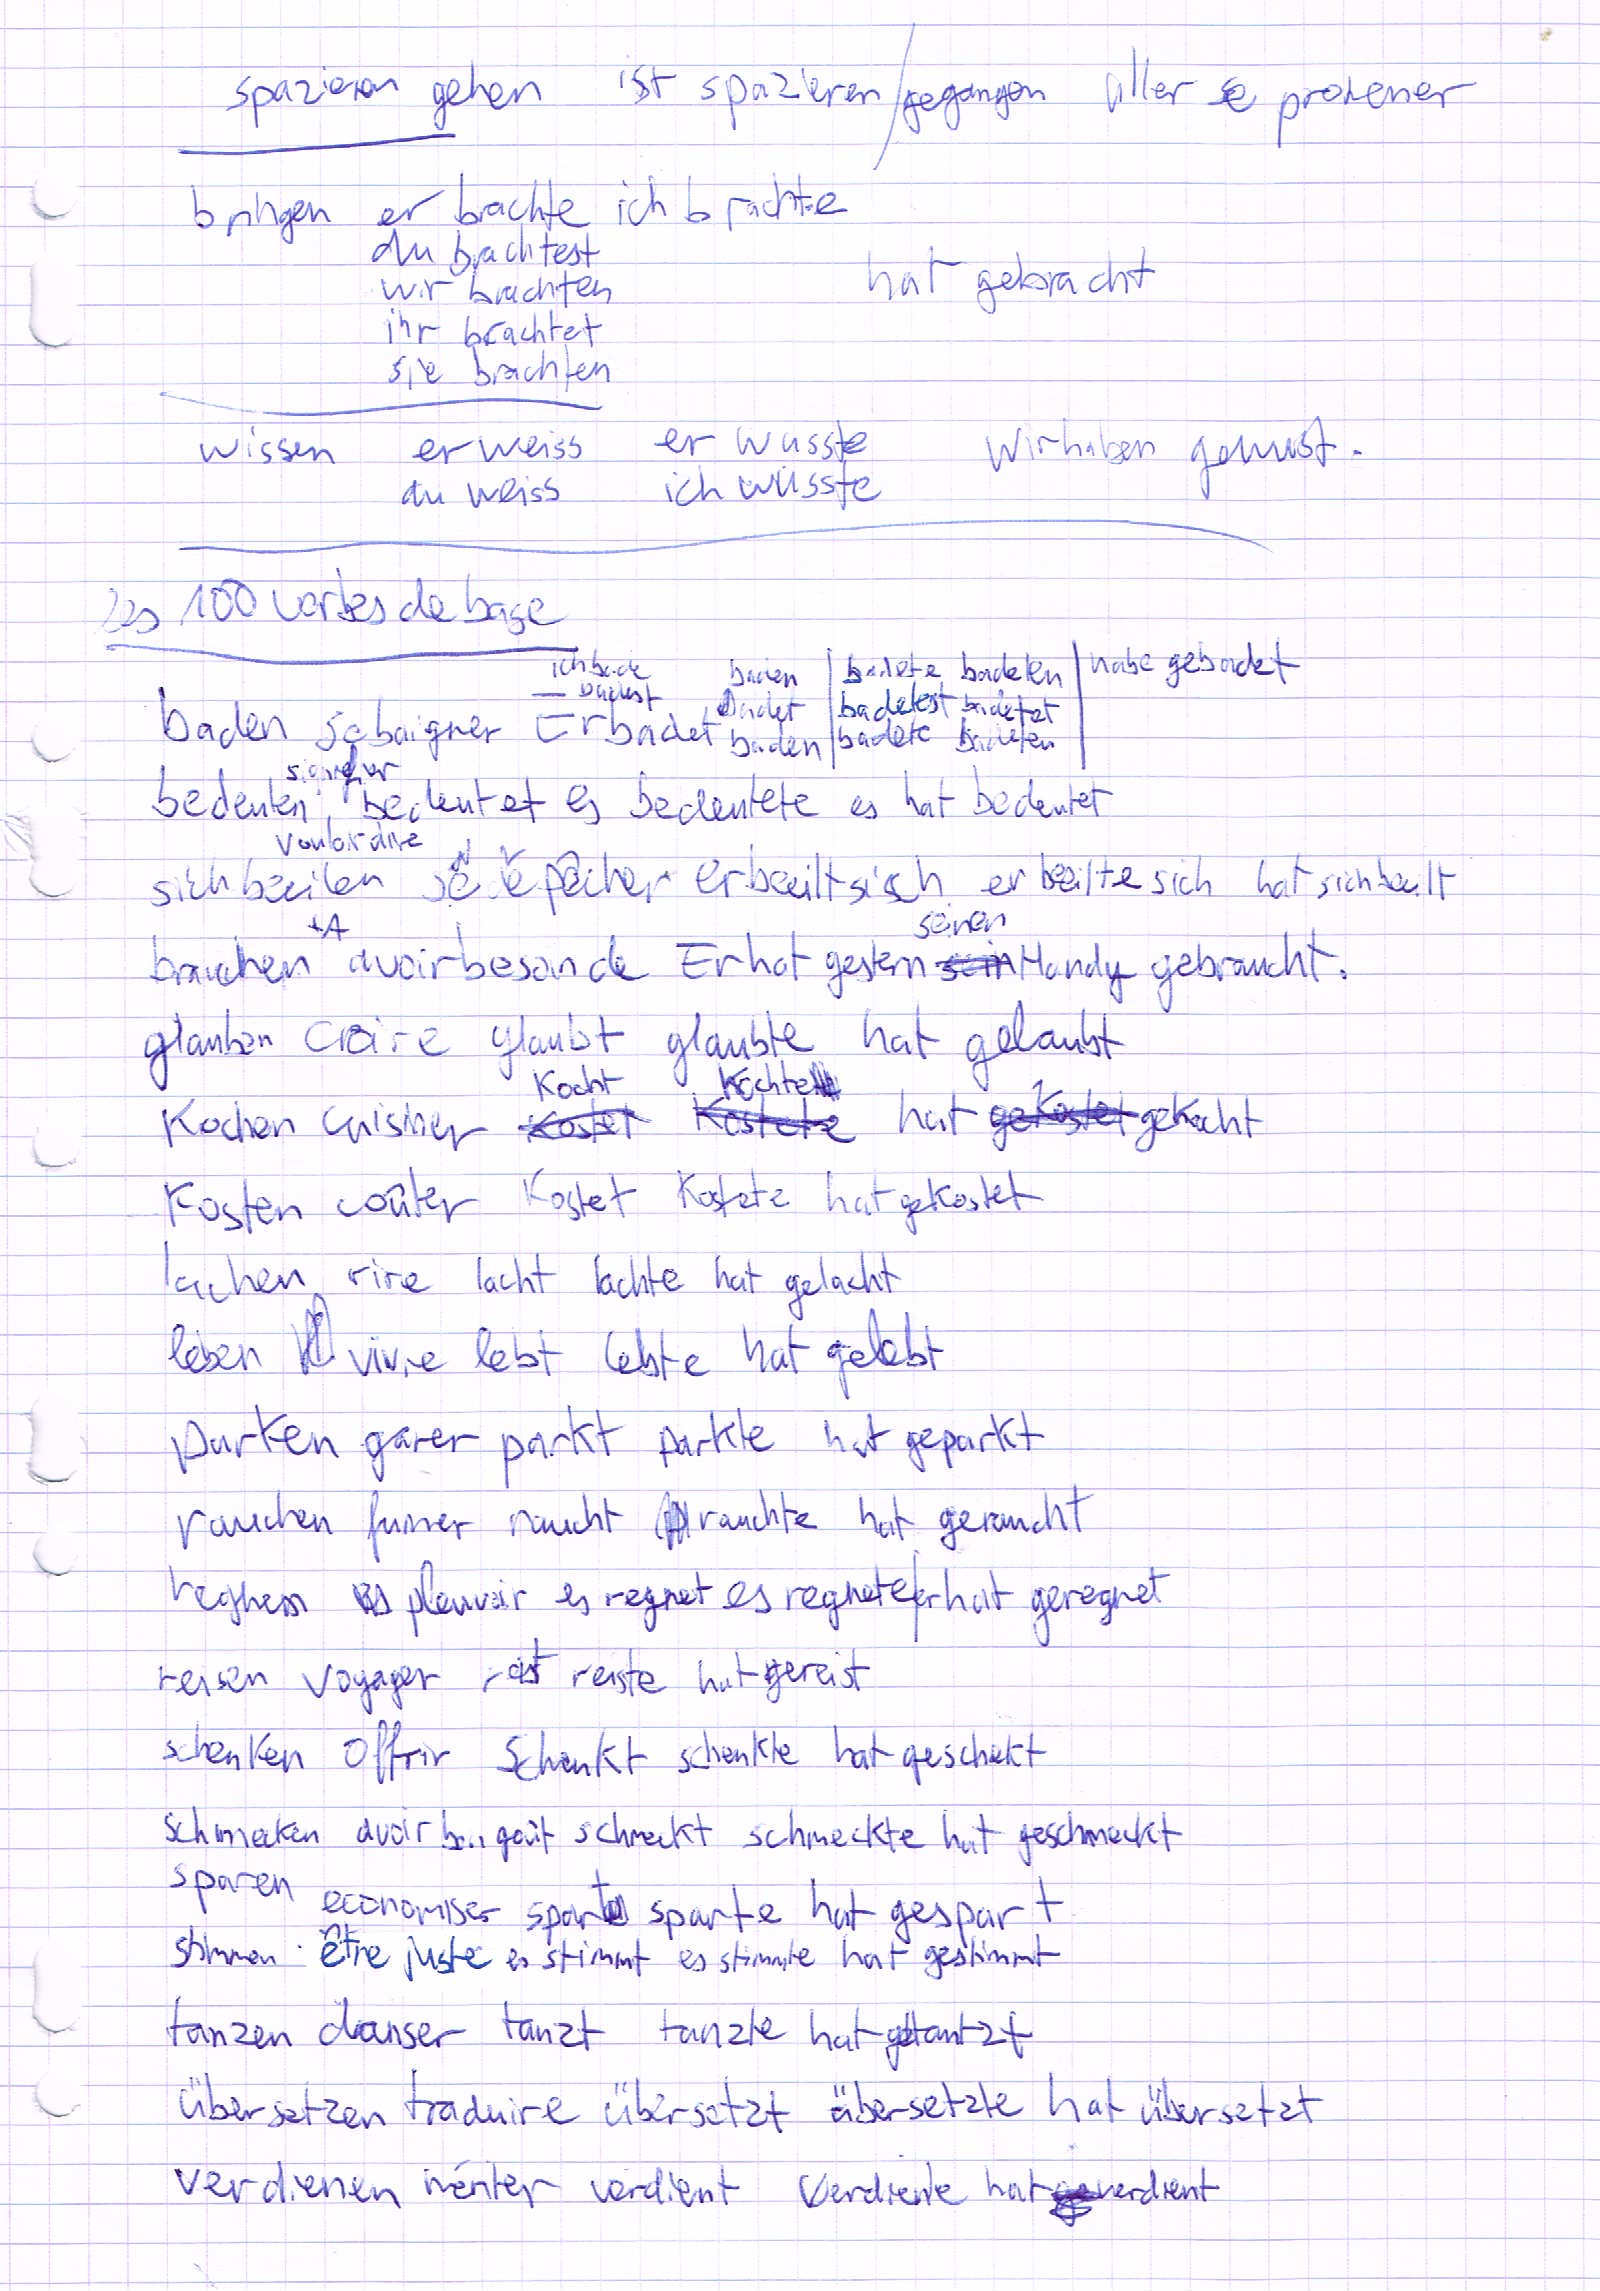 spazieren gehen ist spazieren / gegangen aller se promener
bringen er brachte ich brachte
du brachtest
wir brachten
hat gebracht
ihr brachtet
sie brachten
wissen er weiss er wusste wir haben gewusst.
du weiss ich wüsste
Les 100 verbes de base
ich bade baden badete badeten habe gebadet
— badest badet badetest badetet
baden se baigner Er badet baden badete badeten
signifier
bedeuten, bedeutet es bedeutete es hat bedeutet
vouloir dire
sich beeilen se dépêcher er beeilt sich er beeilte sich hat sich beeilt
+A seinen
brauchen avoir besoin de Er hat gestern sein Handy gebraucht.
glauben croire glaubt glaubte hat gelaubt
kocht kochte
kochen cuisiner kostet kostete hat gekostet gekocht
kosten coûter kostet kostete hat gekostet
lachen rire lacht lachte hat gelacht
leben vivre lebt lebte hat gelebt
parken garer parkt parkte hat geparkt
rauchen fumer raucht rauchte hat geraucht
regnen pleuvoir es regnet es regnete er hat geregnet
reisen voyager reist reiste hat gereist
schenken offrir schenkt schenkte hat geschekt
schmecken avoir bon goût schmeckt schmeckte hat geschmeckt
sparen economiser spart sparte hat gespart
stimmen être juste es stimmt es stimmte hat gestimmt
tanzen danser tanzt tanzte hat getantzt
übersetzen traduire übersetzt übersetzte hat übersetzt
verdienen mériter verdient verdiente hat verdient